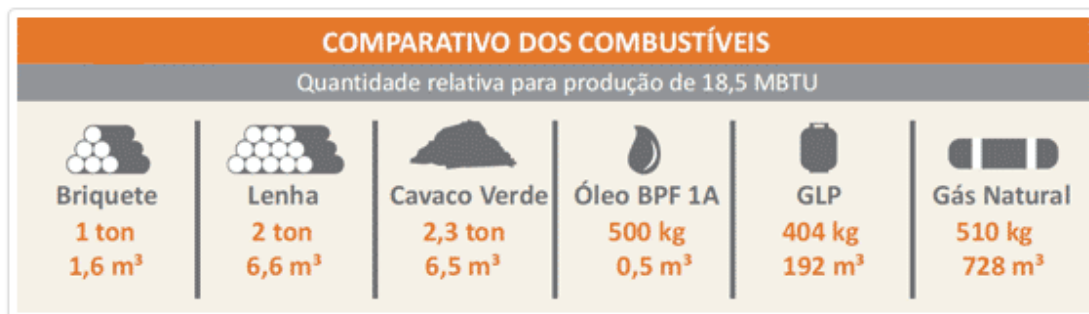 COMPARATIVO DOS COMBUSTÍVEIS
Quantidade relativa para produção de 18,5 MBTU
Briquete
1 ton
1,6 m³
Lenha
2 ton
6,6 m³
Cavaco Verde
2,3 ton
6,5 m³
Óleo BPF 1A
500 kg
0,5 m³
GLP
404 kg
192 m³
Gás Natural
510 kg
728 m³